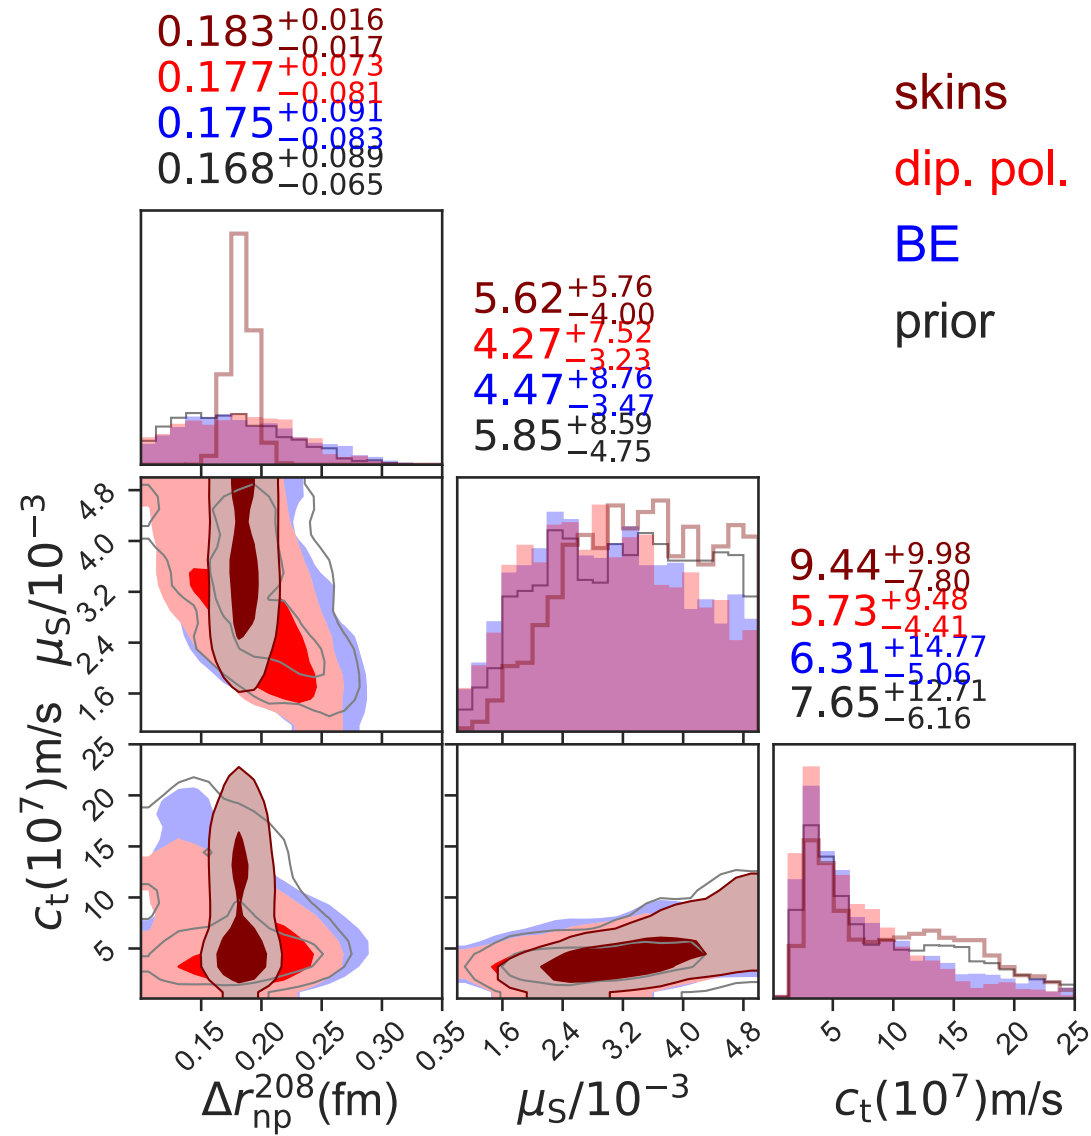 0.183 +0.016 −0.017
0.177 +0.073 −0.081
0.175 +0.091 −0.083
0.168 +0.089 −0.065
skins
dip. pol.
BE
prior
5.62 +5.76 −4.00
4.27 +7.52 −3.23
4.47 +8.76 −3.47
5.85 +8.59 −4.75
9.44 +9.98 −7.80
5.73 +9.48 −4.41
6.31 +14.77 −5.06
7.65 +12.71 −6.16
μS/10−3
4.8
4.0
3.2
2.4
1.6
ct(107)m/s
25
20
15
10
5
0.15 0.20 0.25 0.30 0.35
1.6 2.4 3.2 4.0 4.8
5 10 15 20 25
Δr208np(fm)
μS/10−3
ct(107)m/s